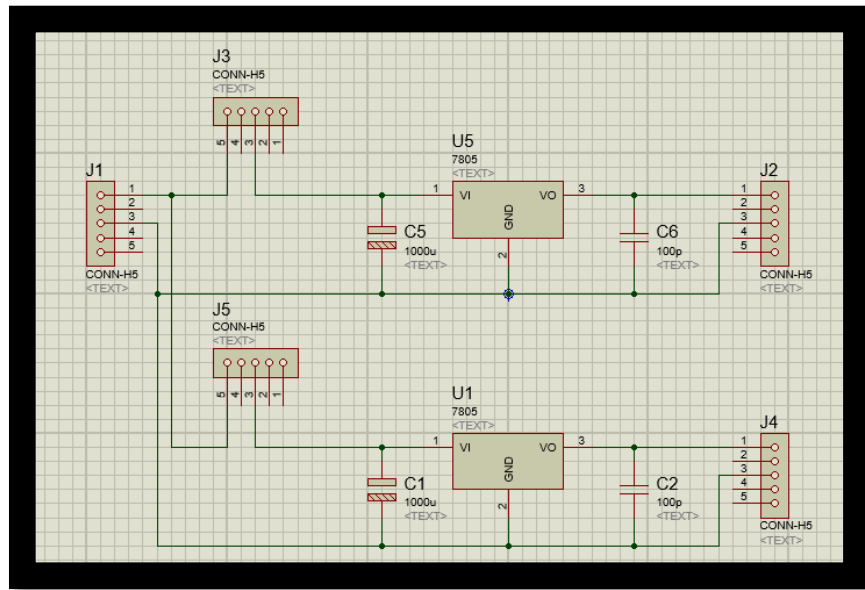 J3
CONN-H5
<TEXT>
5 4 3 2 1
J1
1
2
3
4
5
CONN-H5
<TEXT>
U5
7805
<TEXT>
1 VI VO 3
GND
2
C5
1000u
<TEXT>
C6
100p
<TEXT>
J2
1
2
3
4
5
CONN-H5
<TEXT>
J5
CONN-H5
<TEXT>
5 4 3 2 1
U1
7805
<TEXT>
1 VI VO 3
GND
2
C1
1000u
<TEXT>
C2
100p
<TEXT>
J4
1
2
3
4
5
CONN-H5
<TEXT>